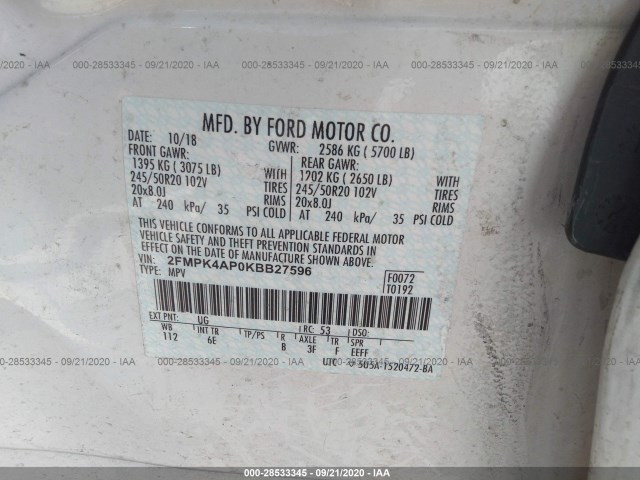 000-28533345 - 09/21/2020 - IAA 000-28533345 - 09/21/2020 - IAA 000-28533345 - 09/21/2020 - IAA
MFD. BY FORD MOTOR CO.
DATE: 10/18 GVWR: 2586 KG ( 5700 LB)
FRONT GAWR: REAR GAWR:
1395 KG ( 3075 LB) WITH 1202 KG ( 2650 LB) WITH
245/50R20 102V TIRES 245/50R20 102V TIRES
20x8.0J RIMS 20x8.0J RIMS
AT 240 kPa/ 35 PSI COLD AT 240 kPa/ 35 PSI COLD
THIS VEHICLE CONFORMS TO ALL APPLICABLE FEDERAL MOTOR
VEHICLE SAFETY AND THEFT PREVENTION STANDARDS IN
EFFECT ON THE DATE OF MANUFACTURE SHOWN ABOVE.
VIN: 2FMPK4AP0KBB27596 F0072
TYPE: MPV T0192
EXT PNT: UG RC: 53 DSO:
WB INT TR TP/PS R AXLE TR SPR
112 6E B 3F F EEFF
UTC 5U5A-1520472-BA
000-28533345 - 09/21/2020 - IAA 000-28533345 - 09/21/2020 - IAA 000-28533345 - 09/21/2020 - IAA
000-28533345 - 09/21/2020 - IAA